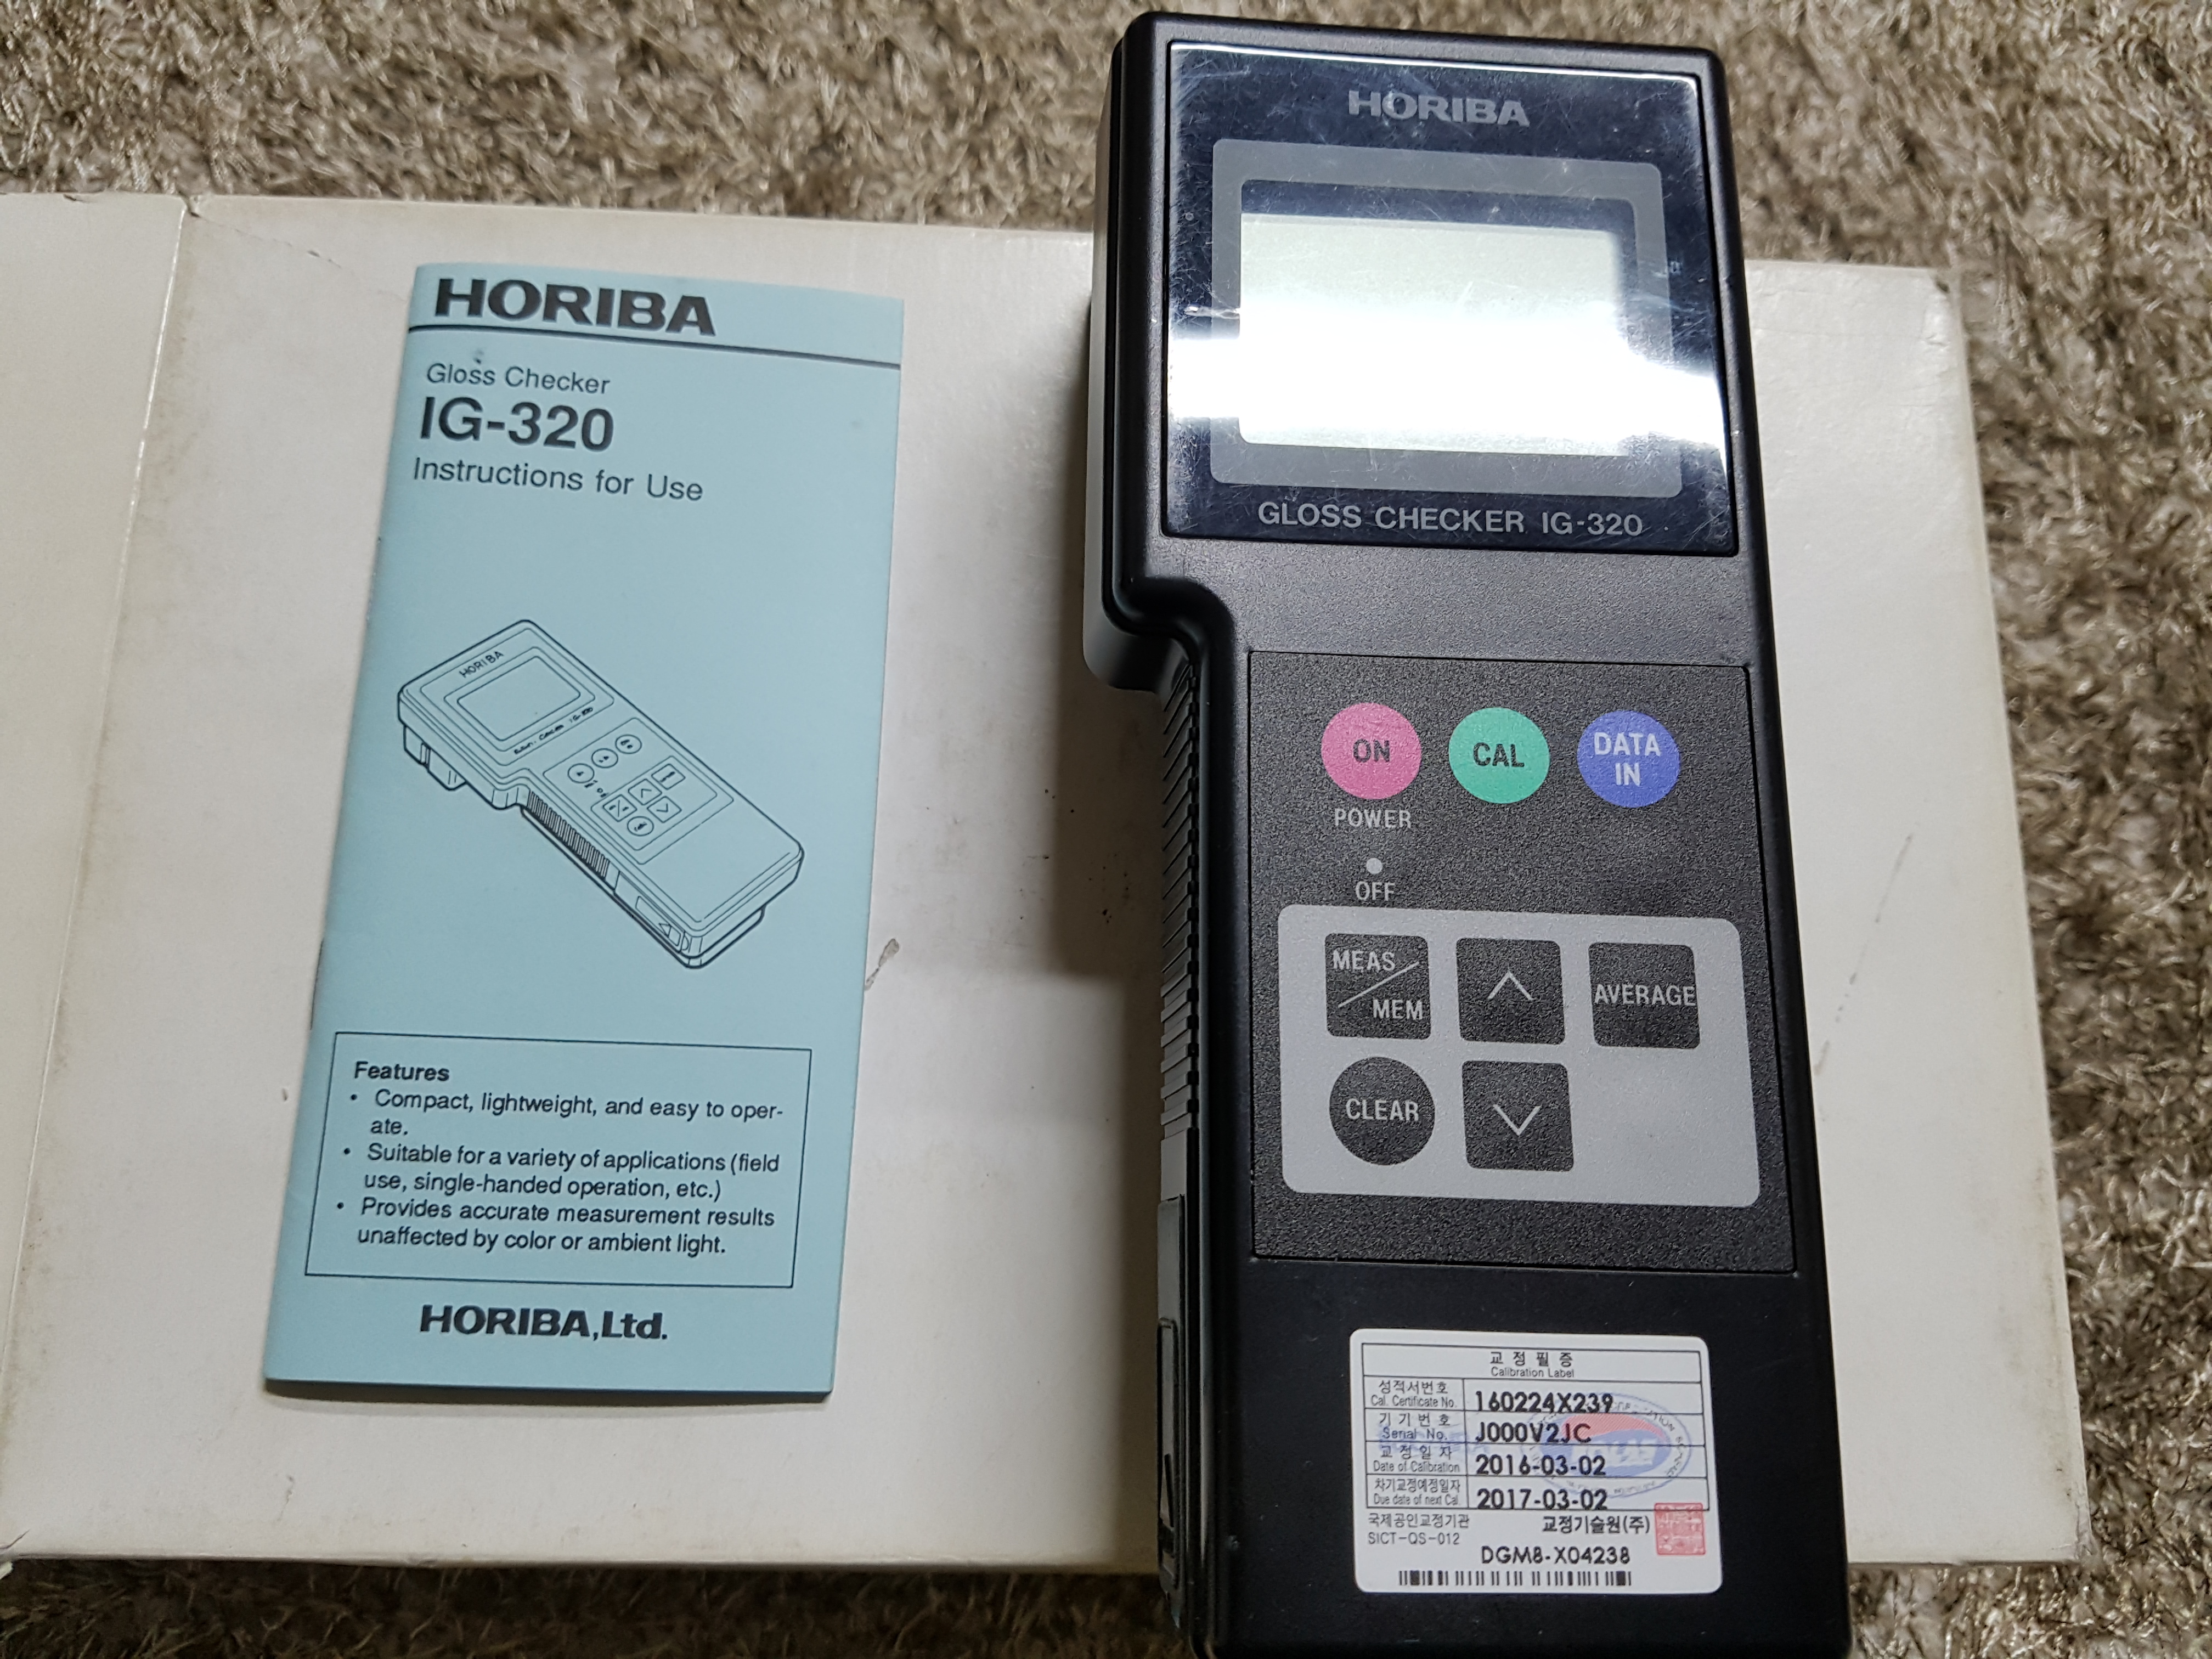 HORIBA
Gloss Checker
IG-320
Instructions for Use
HORIBA
Features
• Compact, lightweight, and easy to oper-
ate.
• Suitable for a variety of applications (field
use, single-handed operation, etc.)
• Provides accurate measurement results
unaffected by color or ambient light.
HORIBA,Ltd.
HORIBA
GLOSS CHECKER IG-320
ON
CAL
DATA
IN
POWER
OFF
MEAS
MEM
AVERAGE
CLEAR
교정필증
Calibration Label
성적서번호
Cal. Certificate No.
160224X239
기기번호
Serial No.
J000V2JC
교정일자
Date of Calibration
2016-03-02
차기교정예정일자
Due date of next Cal.
2017-03-02
국제공인교정기관
교정기술원(주)
SICT-QS-012
DGM8-X04238